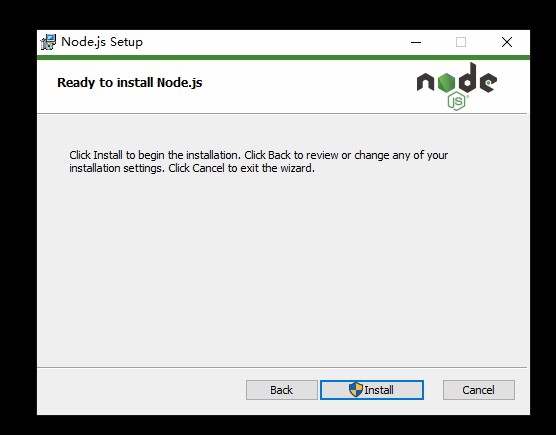 Node.js Setup
Ready to install Node.js
node
JS
Click Install to begin the installation. Click Back to review or change any of your
installation settings. Click Cancel to exit the wizard.
Back
Install
Cancel